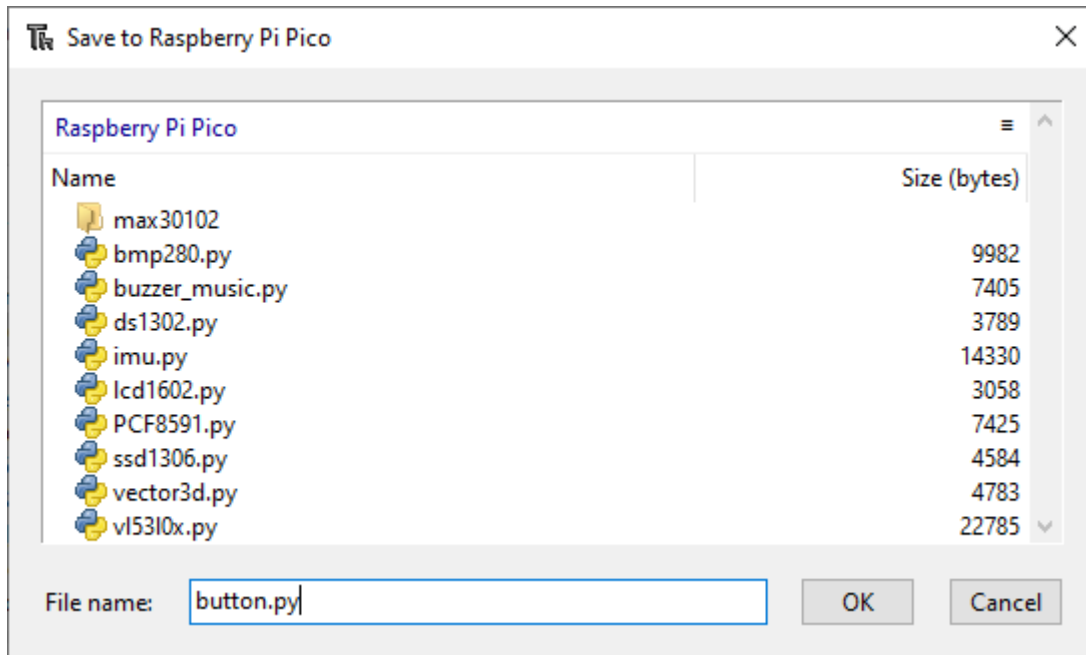 Save to Raspberry Pi Pico
Raspberry Pi Pico
Name Size (bytes)
max30102
bmp280.py 9982
buzzer_music.py 7405
ds1302.py 3789
imu.py 14330
lcd1602.py 3058
PCF8591.py 7425
ssd1306.py 4584
vector3d.py 4783
vl53l0x.py 22785
File name: button.py OK Cancel